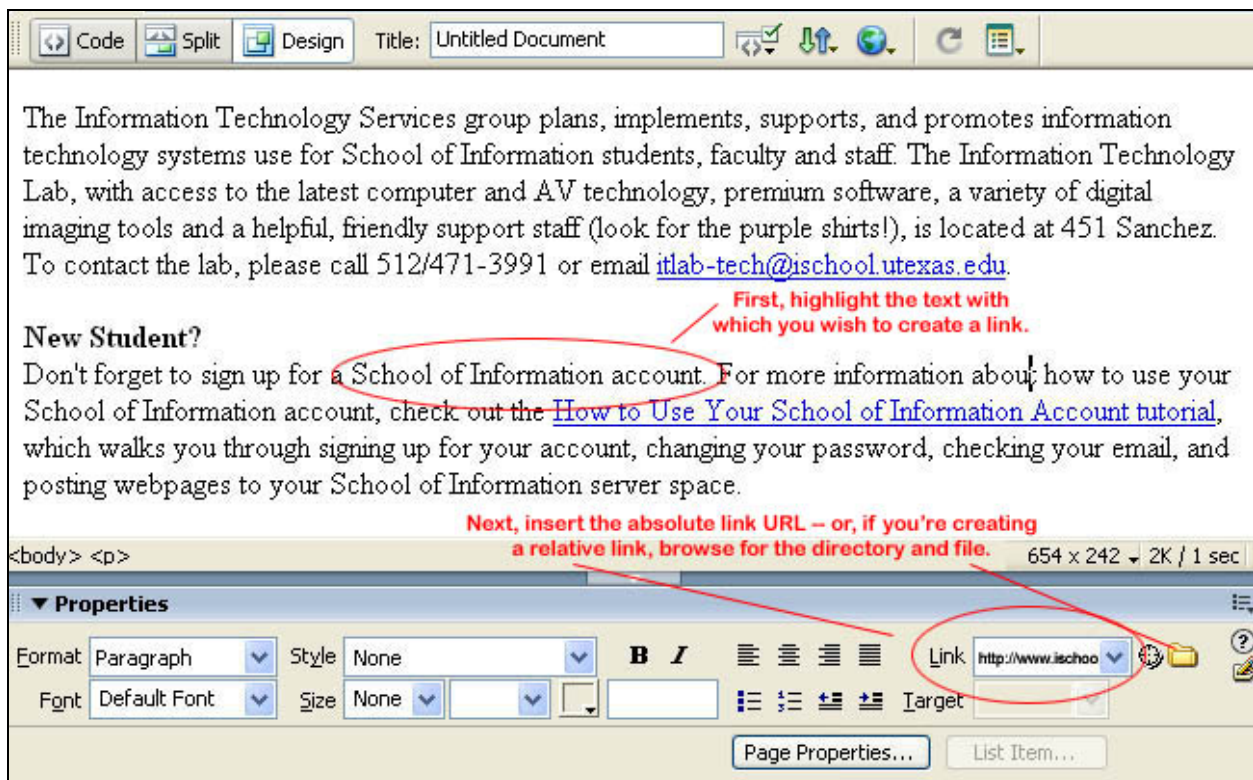 Code Split Design Title: Untitled Document
The Information Technology Services group plans, implements, supports, and promotes information
technology systems use for School of Information students, faculty and staff. The Information Technology
Lab, with access to the latest computer and AV technology, premium software, a variety of digital
imaging tools and a helpful, friendly support staff (look for the purple shirts!), is located at 451 Sanchez.
To contact the lab, please call 512/471-3991 or email itlab-tech@ischool.utexas.edu.
First, highlight the text with
which you wish to create a link.
New Student?
Don't forget to sign up for a School of Information account. For more information about how to use your
School of Information account, check out the How to Use Your School of Information Account tutorial,
which walks you through signing up for your account, changing your password, checking your email, and
posting webpages to your School of Information server space.
Next, insert the absolute link URL -- or, if you're creating
a relative link, browse for the directory and file.
<body> <p> 654 x 242 2K / 1 sec
Properties
Format Paragraph Style None B I Link http://www.ischoo
Font Default Font Size None Target
Page Properties... List Item...